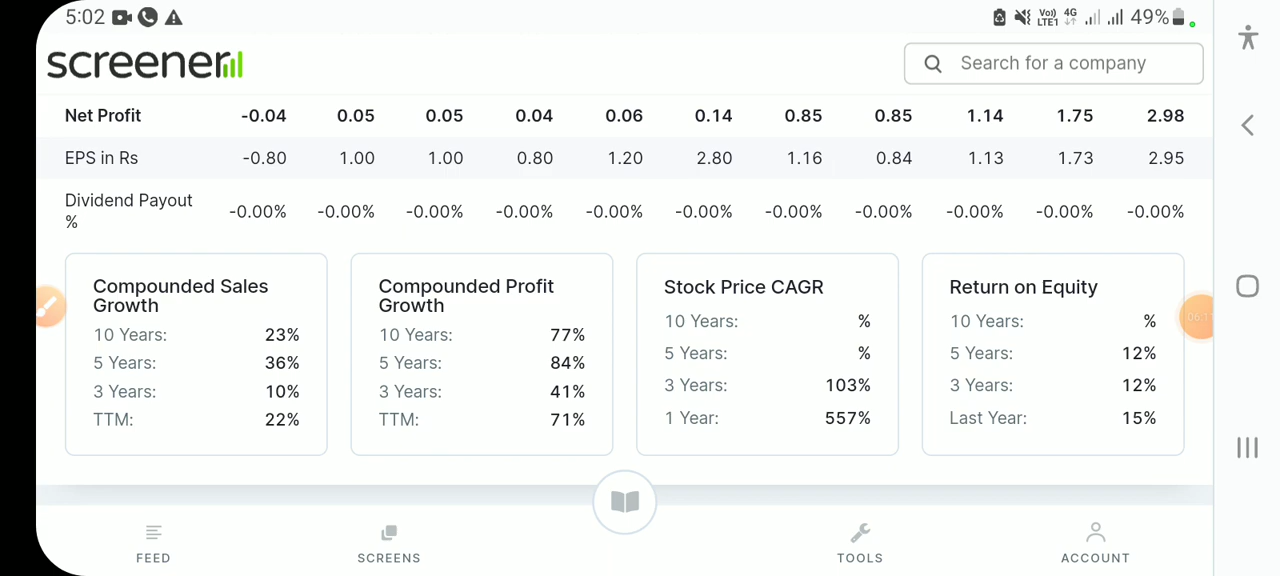 5:02 Vo)) LTE1 4G 49%
screener Search for a company
Net Profit -0.04 0.05 0.05 0.04 0.06 0.14 0.85 0.85 1.14 1.75 2.98
EPS in Rs -0.80 1.00 1.00 0.80 1.20 2.80 1.16 0.84 1.13 1.73 2.95
Dividend Payout
% -0.00% -0.00% -0.00% -0.00% -0.00% -0.00% -0.00% -0.00% -0.00% -0.00% -0.00%
Compounded Sales
Growth
10 Years: 23%
5 Years: 36%
3 Years: 10%
TTM: 22%
Compounded Profit
Growth
10 Years: 77%
5 Years: 84%
3 Years: 41%
TTM: 71%
Stock Price CAGR
10 Years: %
5 Years: %
3 Years: 103%
1 Year: 557%
Return on Equity
10 Years: %
5 Years: 12%
3 Years: 12%
Last Year: 15%
FEED SCREENS TOOLS ACCOUNT